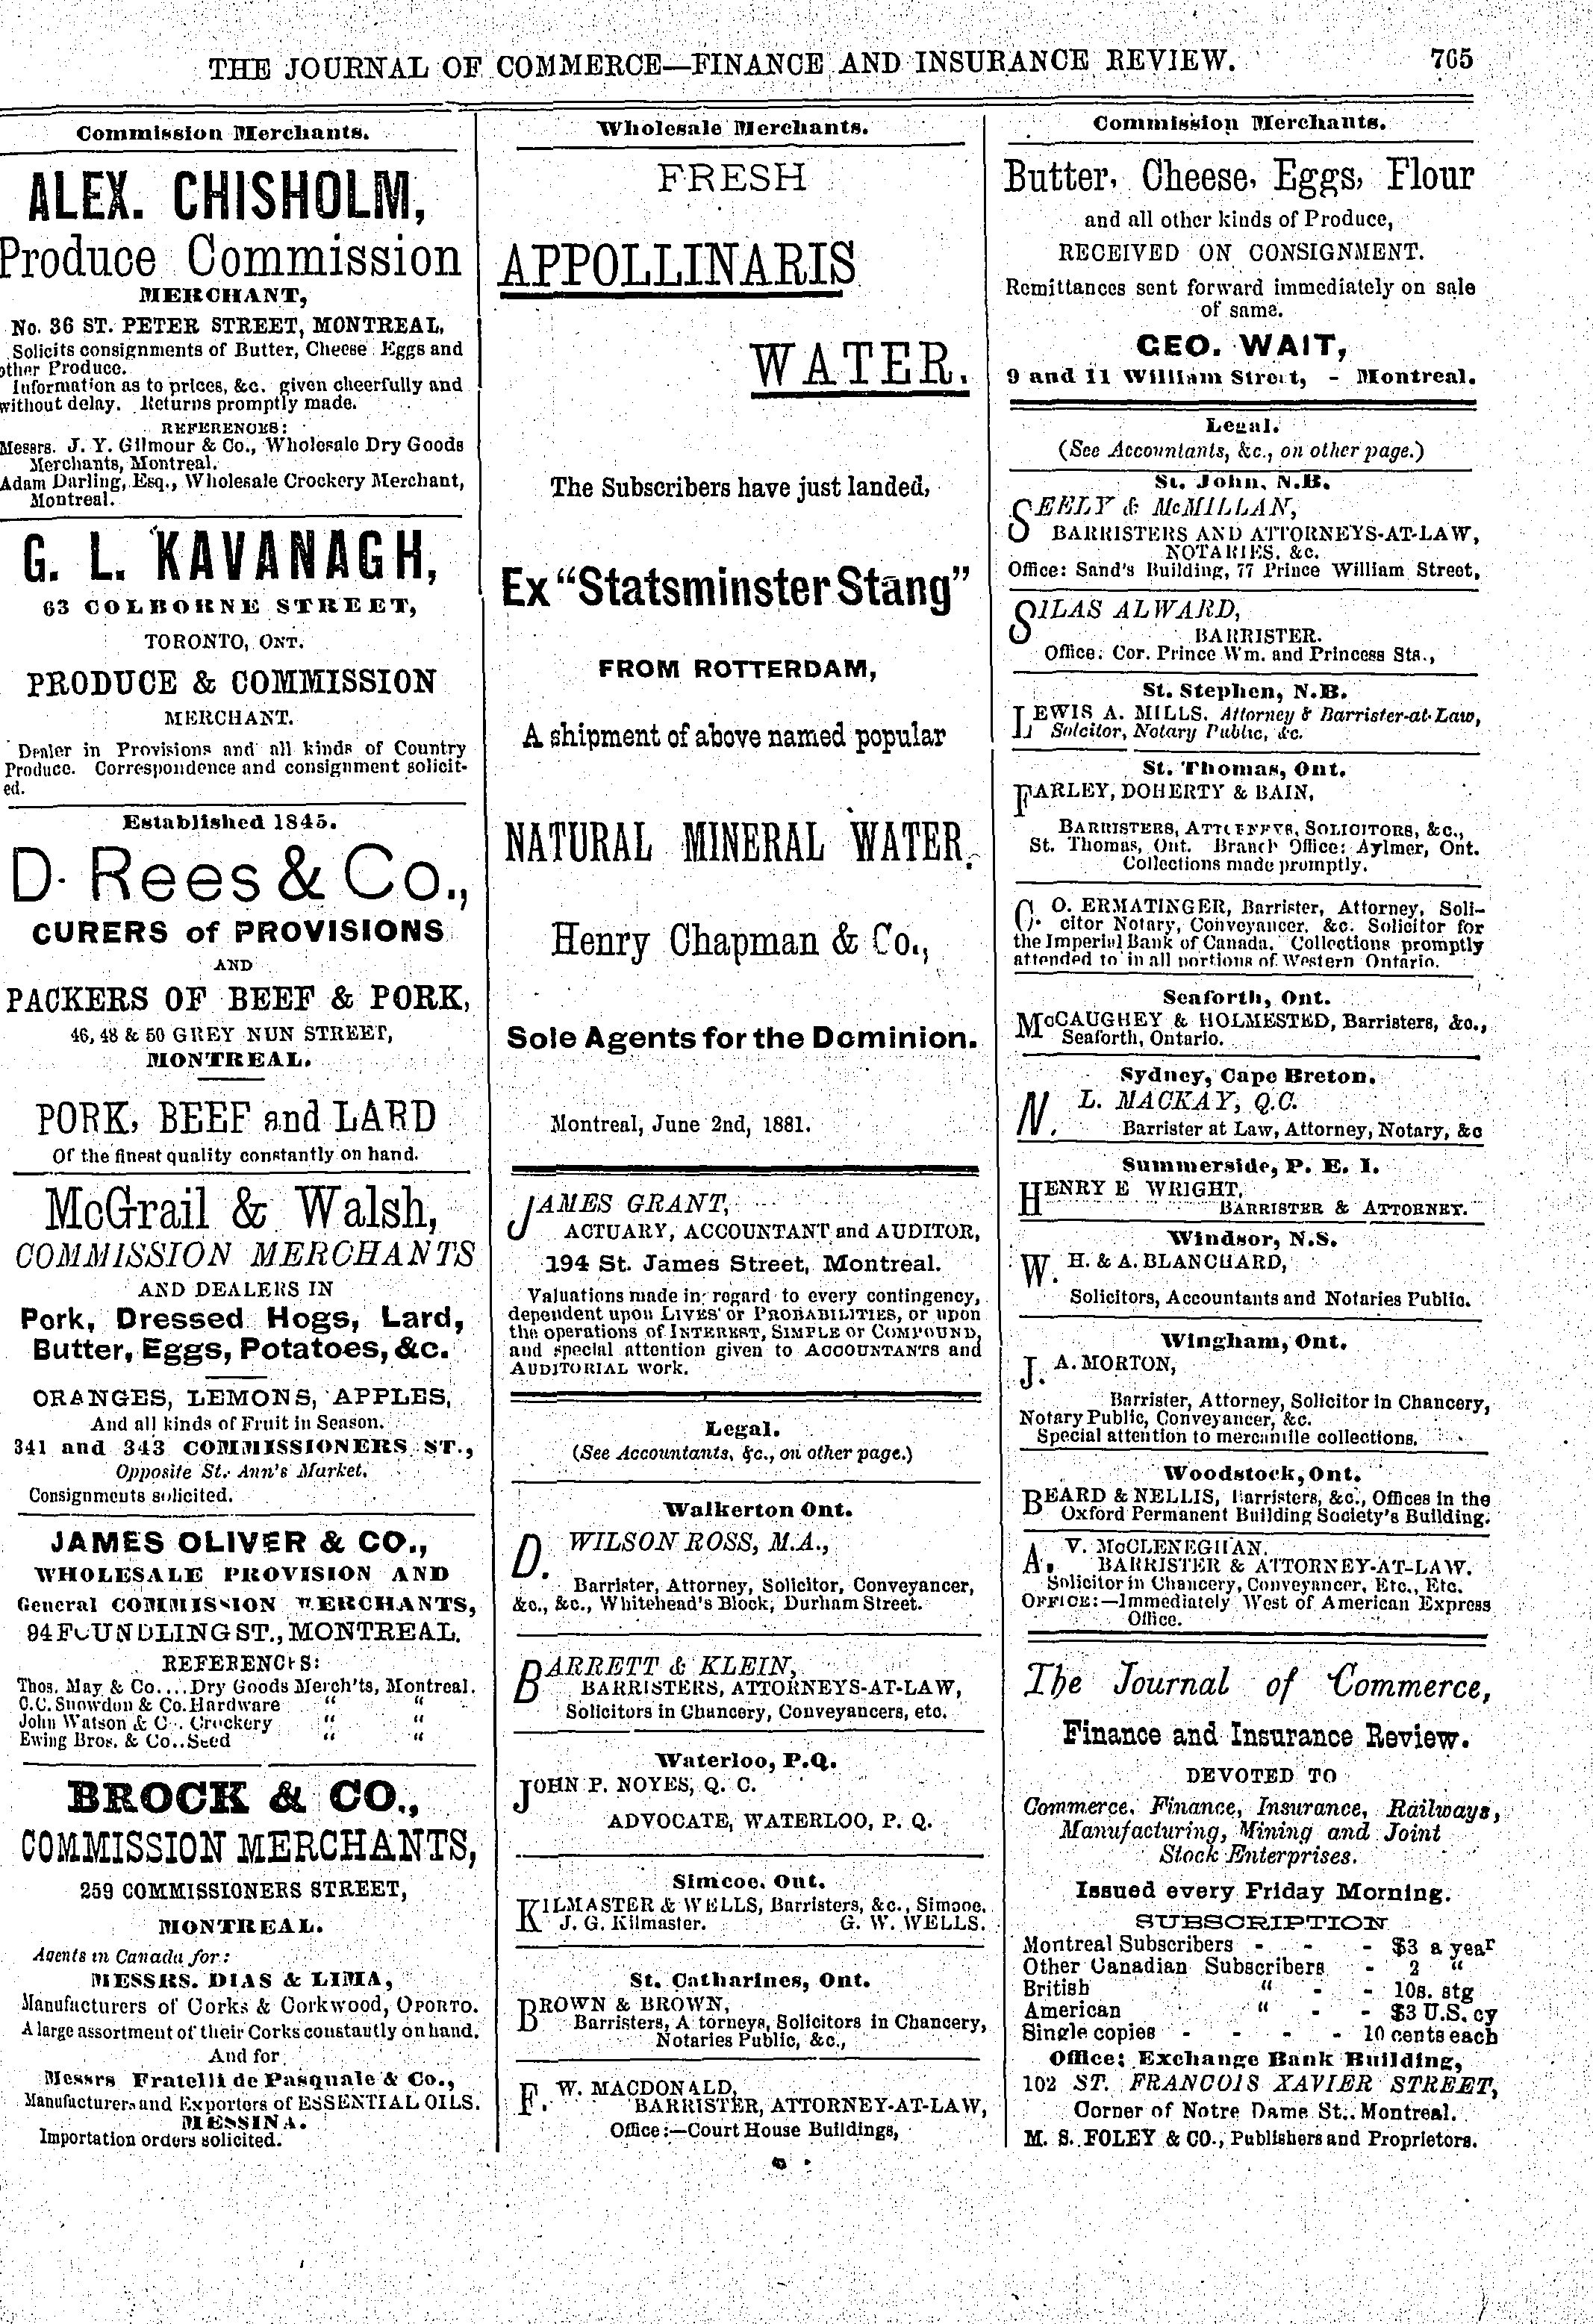 THE JOURNAL OF COMMERCE—FINANCE AND INSURANCE REVIEW. 765
Commission Merchants.
ALEX. CHISHOLM,
Produce Commission
MERCHANT,
No. 36 ST. PETER STREET, MONTREAL,
Solicits consignments of Butter, Cheese Eggs and
other Produce.
Information as to prices, &c. given cheerfully and
without delay. Returns promptly made.
REFERENCES:
Messrs. J. Y. Gilmour & Co., Wholesale Dry Goods
Merchants, Montreal.
Adam Darling, Esq., Wholesale Crockery Merchant,
Montreal.
G. L. KAVANAGH,
63 COLBORNE STREET,
TORONTO, ONT.
PRODUCE & COMMISSION
MERCHANT.
Dealer in Provisions and all kinds of Country
Produce. Correspondence and consignment solicit-
ed.
Established 1845.
D. Rees & Co.,
CURERS of PROVISIONS
AND
PACKERS OF BEEF & PORK,
46, 48 & 50 GREY NUN STREET,
MONTREAL.
PORK, BEEF and LARD
Of the finest quality constantly on hand.
McGrail & Walsh,
COMMISSION MERCHANTS
AND DEALERS IN
Pork, Dressed Hogs, Lard,
Butter, Eggs, Potatoes, &c.
ORANGES, LEMONS, APPLES,
And all kinds of Fruit in Season.
341 and 343 COMMISSIONERS ST.,
Opposite St. Ann's Market.
Consignments solicited.
JAMES OLIVER & CO.,
WHOLESALE PROVISION AND
General COMMISSION MERCHANTS,
94 FOUNDLING ST., MONTREAL.
REFERENCES:
Thos. May & Co....Dry Goods Merch'ts, Montreal.
C.C. Snowdon & Co. Hardware " "
John Watson & Co. Crockery " "
Ewing Bros. & Co..Seed " "
BROCK & CO.,
COMMISSION MERCHANTS,
259 COMMISSIONERS STREET,
MONTREAL.
Agents in Canada for:
MESSRS. DIAS & LIMA,
Manufacturers of Corks & Corkwood, OPORTO.
A large assortment of their Corks constantly on hand.
And for
Messrs Fratelli de Pasquale & Co.,
Manufacturers and Exporters of ESSENTIAL OILS.
MESSINA.
Importation orders solicited.
Wholesale Merchants.
FRESH
APPOLLINARIS
WATER.
The Subscribers have just landed,
Ex "Statsminster Stang"
FROM ROTTERDAM,
A shipment of above named popular
NATURAL MINERAL WATER.
Henry Chapman & Co.,
Sole Agents for the Dominion.
Montreal, June 2nd, 1881.
JAMES GRANT,
ACTUARY, ACCOUNTANT and AUDITOR,
194 St. James Street, Montreal.
Valuations made in regard to every contingency,
dependent upon LIVES or PROBABILITIES, or upon
the operations of INTEREST, SIMPLE or COMPOUND,
and special attention given to ACCOUNTANTS and
AUDITORIAL work.
Legal.
(See Accountants, &c., on other page.)
Walkerton Ont.
D. WILSON ROSS, M.A.,
Barrister, Attorney, Solicitor, Conveyancer,
&c., &c., Whitehead's Block, Durham Street.
BARRETT & KLEIN,
BARRISTERS, ATTORNEYS-AT-LAW,
Solicitors in Chancery, Conveyancers, etc.
Waterloo, P.Q.
JOHN P. NOYES, Q. C.
ADVOCATE, WATERLOO, P. Q.
Simcoe. Ont.
KILMASTER & WELLS, Barristers, &c., Simcoe.
J. G. Kilmaster. G. W. WELLS.
St. Catharines, Ont.
BROWN & BROWN,
Barristers, A torneys, Solicitors in Chancery,
Notaries Public, &c.,
F. W. MACDONALD,
BARRISTER, ATTORNEY-AT-LAW,
Office:—Court House Buildings,
Commission Merchants.
Butter, Cheese, Eggs, Flour
and all other kinds of Produce,
RECEIVED ON CONSIGNMENT.
Remittances sent forward immediately on sale
of same.
GEO. WAIT,
9 and 11 William Street, - Montreal.
Legal.
(See Accountants, &c., on other page.)
St. John, N.B.
SEELY & McMILLAN,
BARRISTERS AND ATTORNEYS-AT-LAW,
NOTARIES, &c.
Office: Sand's Building, 77 Prince William Street,
SILAS ALWARD,
BARRISTER.
Office: Cor. Prince Wm. and Princess Sts.,
St. Stephen, N.B.
LEWIS A. MILLS, Attorney & Barrister-at-Law,
Solcitor, Notary Public, &c.
St. Thomas, Ont.
FARLEY, DOHERTY & BAIN,
BARRISTERS, ATTORNEYS, SOLICITORS, &c.,
St. Thomas, Ont. Branch Office: Aylmer, Ont.
Collections made promptly.
C. O. ERMATINGER, Barrister, Attorney, Soli-
citor Notary, Conveyancer, &c. Solicitor for
the Imperial Bank of Canada. Collections promptly
attended to in all portions of Western Ontario.
Seaforth, Ont.
McCAUGHEY & HOLMESTED, Barristers, &c.,
Seaforth, Ontario.
Sydney, Cape Breton.
N. L. MACKAY, Q.C.
Barrister at Law, Attorney, Notary, &c
Summerside, P. E. I.
HENRY E WRIGHT,
BARRISTER & ATTORNEY.
Windsor, N.S.
W. H. & A. BLANCHARD,
Solicitors, Accountants and Notaries Public.
Wingham, Ont.
J. A. MORTON,
Barrister, Attorney, Solicitor in Chancery,
Notary Public, Conveyancer, &c.
Special attention to mercantile collections.
Woodstock, Ont.
BEARD & NELLIS, Barristers, &c., Offices in the
Oxford Permanent Building Society's Building.
A. V. McCLENEGHAN,
BARRISTER & ATTORNEY-AT-LAW.
Solicitor in Chancery, Conveyancer, Etc., Etc.
OFFICE:—Immediately West of American Express
Office.
The Journal of Commerce,
Finance and Insurance Review.
DEVOTED TO
Commerce, Finance, Insurance, Railways,
Manufacturing, Mining and Joint
Stock Enterprises.
Issued every Friday Morning.
SUBSCRIPTION
Montreal Subscribers - - - $3 a year
Other Canadian Subscribers - 2 "
British " - - 10s. stg
American " - - $3 U.S. cy
Single copies - - - - 10 cents each
Office: Exchange Bank Building,
102 ST. FRANCOIS XAVIER STREET,
Corner of Notre Dame St.. Montreal.
M. S. FOLEY & CO., Publishers and Proprietors.